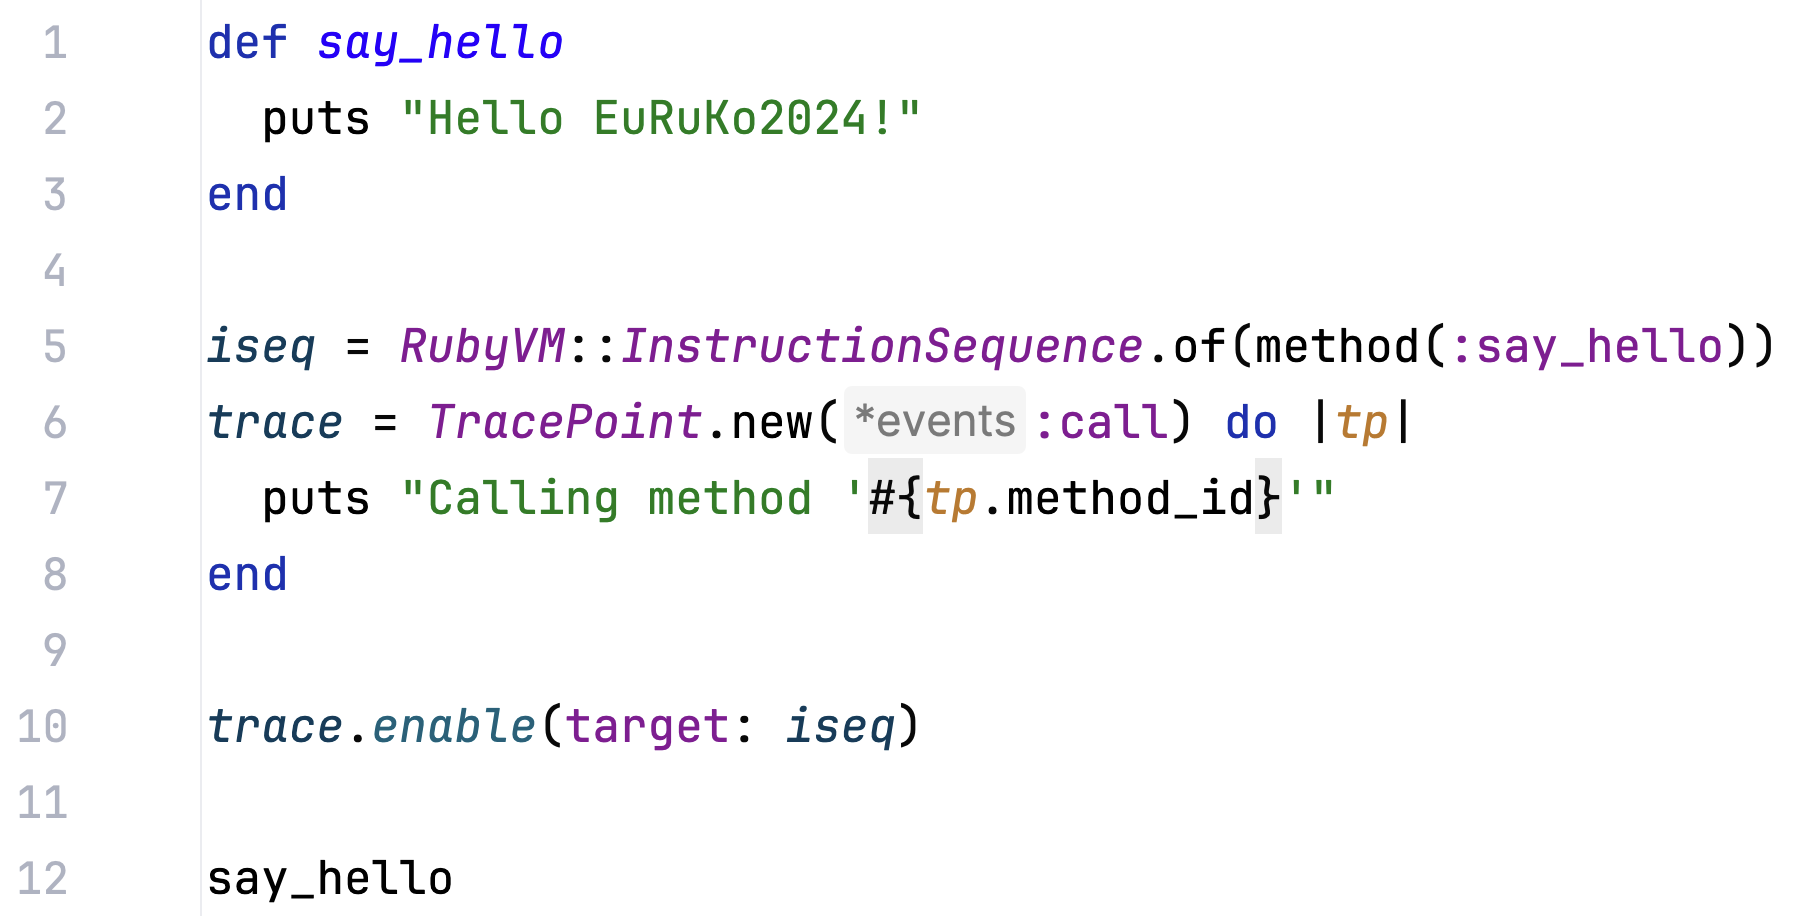 1 def say_hello
2 puts "Hello EuRuKo2024!"
3 end
4
5 iseq = RubyVM::InstructionSequence.of(method(:say_hello))
6 trace = TracePoint.new( *events :call) do |tp|
7 puts "Calling method '#{tp.method_id}'"
8 end
9
10 trace.enable(target: iseq)
11
12 say_hello